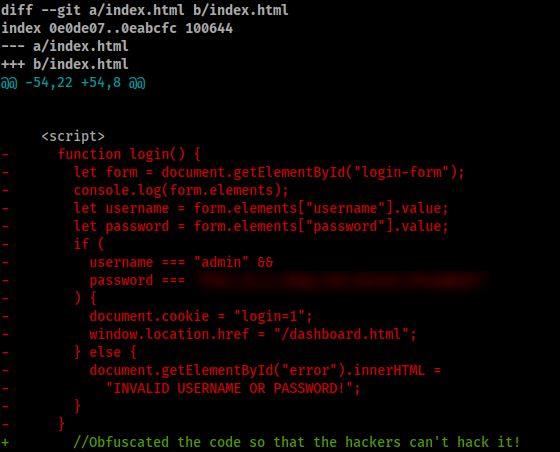 diff --git a/index.html b/index.html
index 0e0de07..0eabcfc 100644
--- a/index.html
+++ b/index.html
@@ -54,22 +54,8 @@
<script>
-      function login() {
-        let form = document.getElementById("login-form");
-        console.log(form.elements);
-        let username = form.elements["username"].value;
-        let password = form.elements["password"].value;
-        if (
-          username === "admin" &&
-          password ===
-        ) {
-          document.cookie = "login=1";
-          window.location.href = "/dashboard.html";
-        } else {
-          document.getElementById("error").innerHTML =
-            "INVALID USERNAME OR PASSWORD!";
-        }
-      }
+        //Obfuscated the code so that the hackers can't hack it!